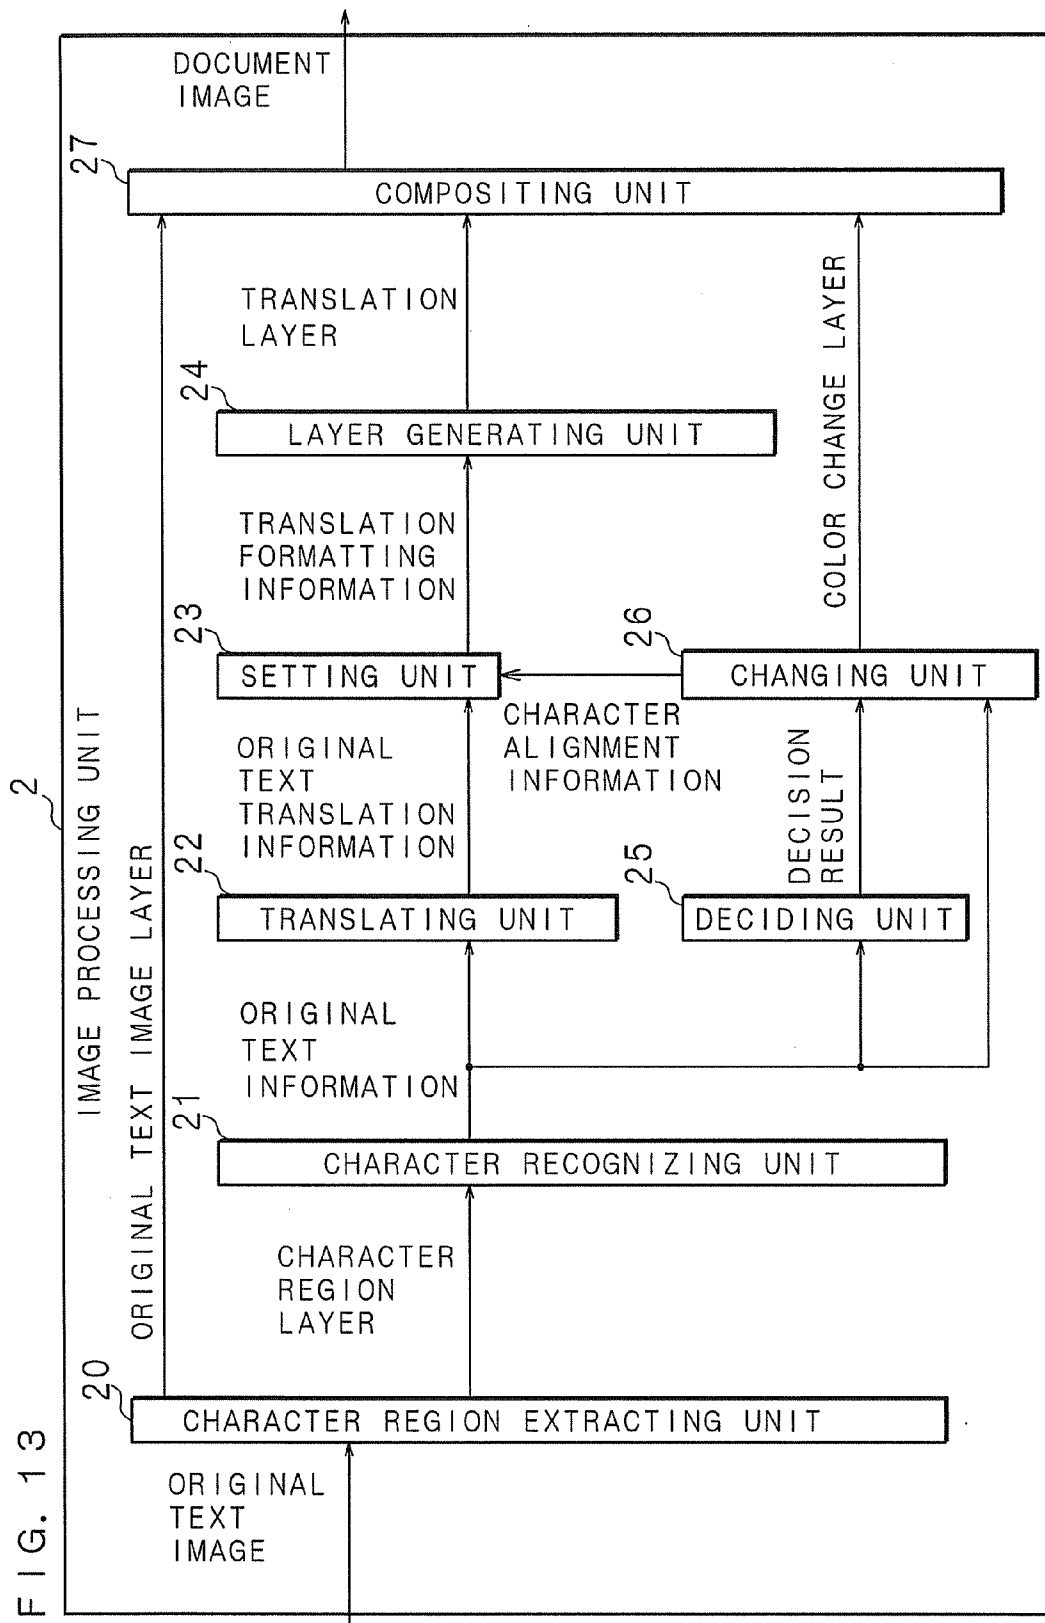 FIG. 13
2
IMAGE PROCESSING UNIT
DOCUMENT
IMAGE
27
COMPOSITING UNIT
TRANSLATION
LAYER
COLOR CHANGE LAYER
24
LAYER GENERATING UNIT
TRANSLATION
FORMATTING
INFORMATION
23
SETTING UNIT
26
CHANGING UNIT
CHARACTER
ALIGNMENT
INFORMATION
ORIGINAL
TEXT
TRANSLATION
INFORMATION
DECISION
RESULT
22
TRANSLATING UNIT
25
DECIDING UNIT
ORIGINAL TEXT IMAGE LAYER
ORIGINAL
TEXT
INFORMATION
21
CHARACTER RECOGNIZING UNIT
CHARACTER
REGION
LAYER
20
CHARACTER REGION EXTRACTING UNIT
ORIGINAL
TEXT
IMAGE